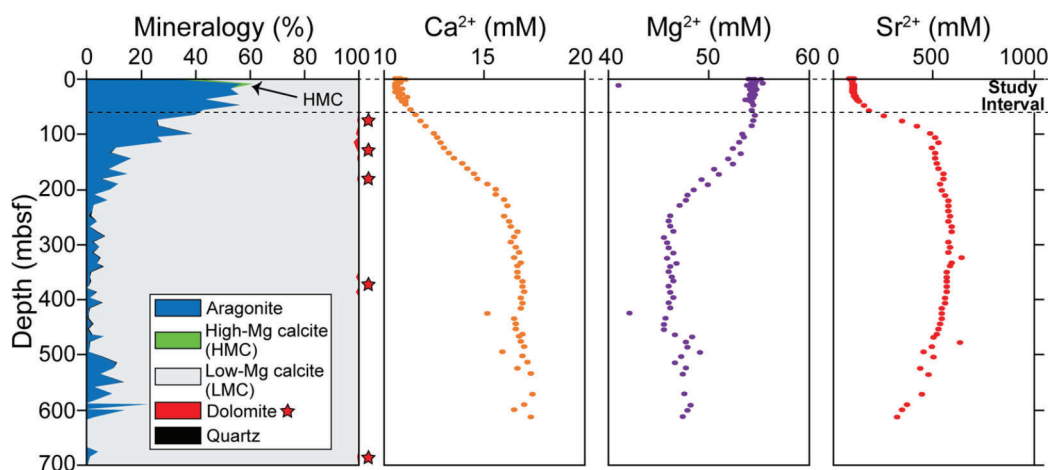 Mineralogy (%)
Ca2+ (mM)
Mg2+ (mM)
Sr2+ (mM)
0 20 40 60 80 100
10 15 20
40 50 60
0 500 1000
Depth (mbsf)
0
100
200
300
400
500
600
700
HMC
Study
Interval
Aragonite
High-Mg calcite
(HMC)
Low-Mg calcite
(LMC)
Dolomite
Quartz